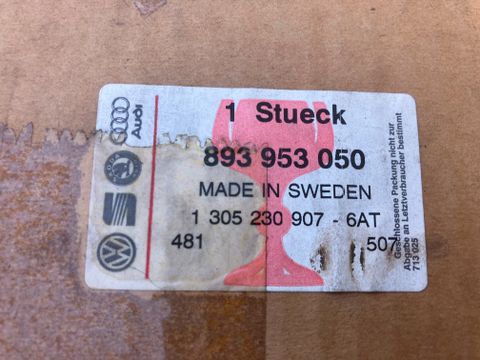 1 Stueck
893 953 050
MADE IN SWEDEN
1 305 230 907 - 6AT
481 507
Audi
Geschlossene Packung nicht zur
Abgabe an Letztverbraucher bestimmt
713 025